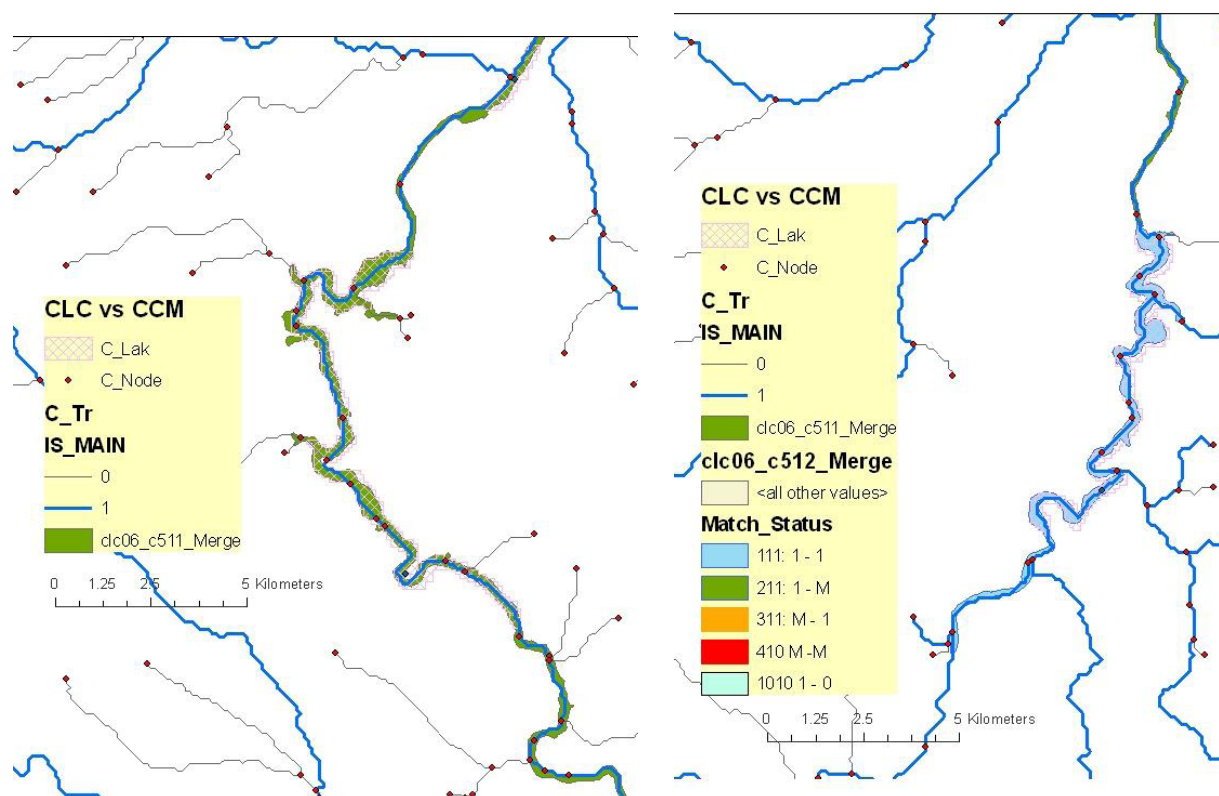 CLC vs CCM
C_Lak
C_Node
C_Tr
IS_MAIN
0
1
clc06_c511_Merge
0 1.25 2.5 5 Kilometers
CLC vs CCM
C_Lak
C_Node
C_Tr
IS_MAIN
0
1
clc06_c511_Merge
clc06_c512_Merge
<all other values>
Match_Status
111: 1 - 1
211: 1 - M
311: M - 1
410 M -M
1010 1 - 0
0 1.25 2.5 5 Kilometers